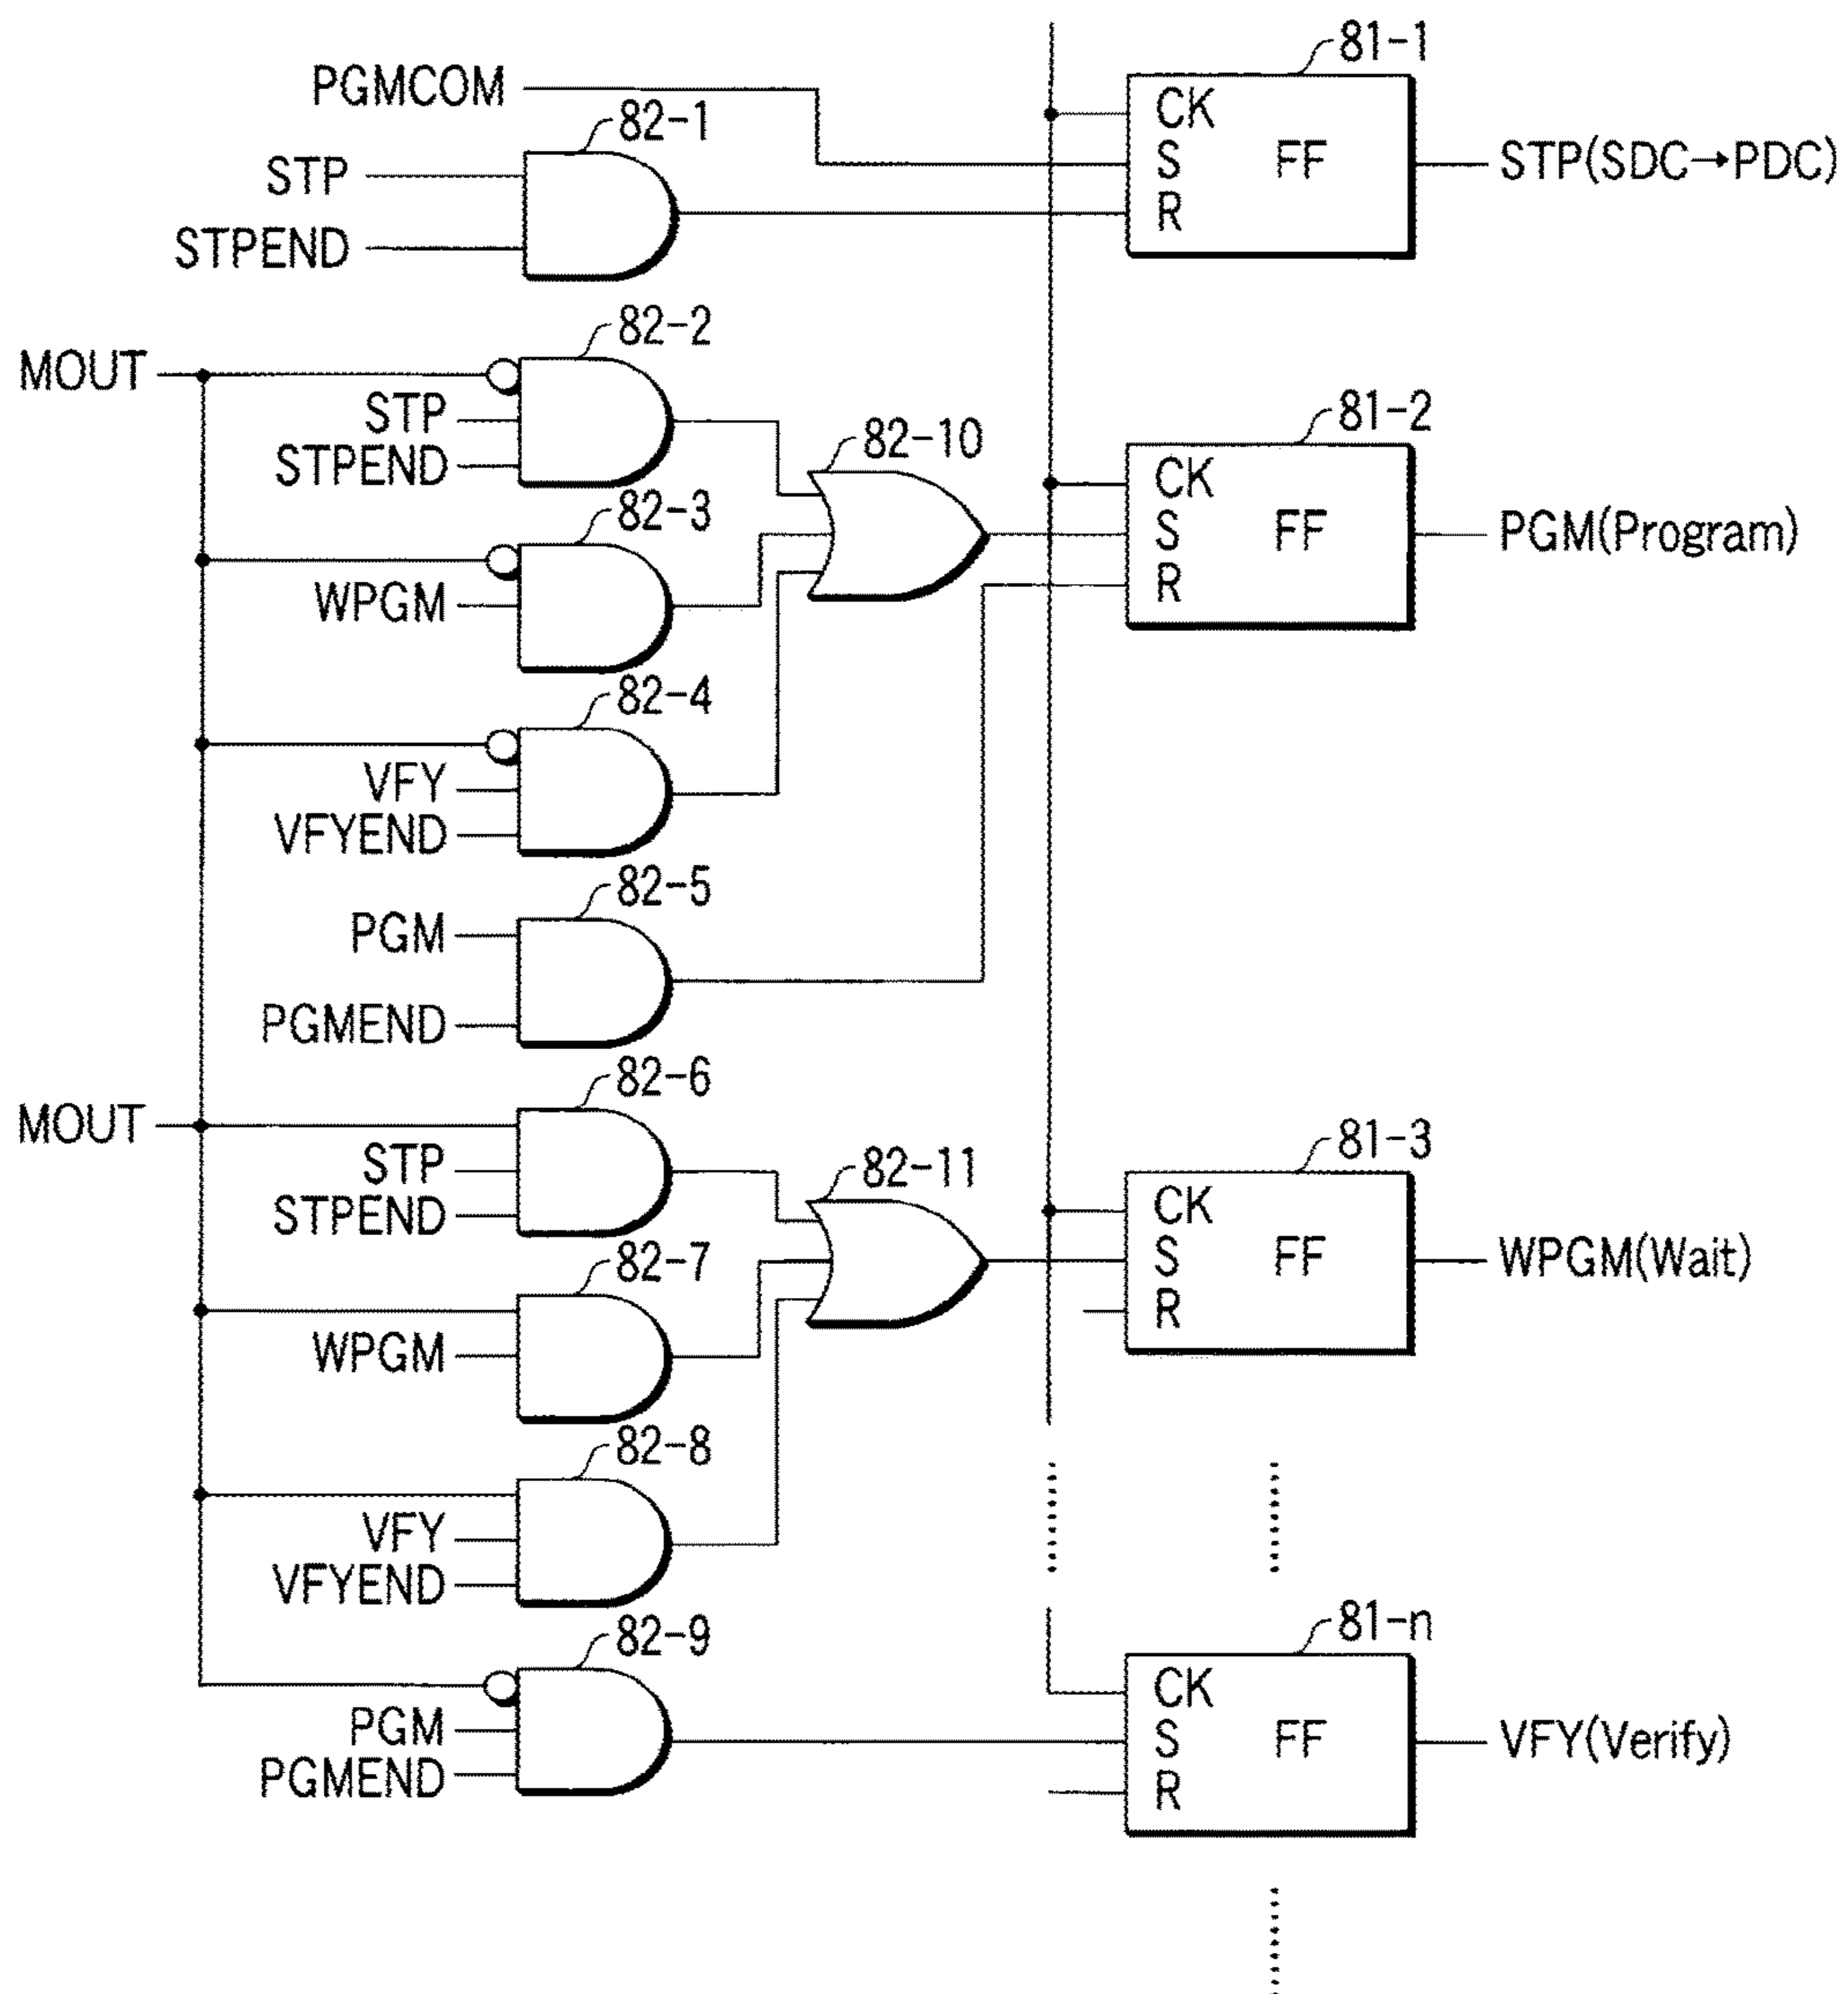 81-1
PGMCOM
CK
82-1
STP
S
FF
STP(SDC→PDC)
R
STPEND
82-2
MOUT
STP
STPEND
81-2
82-10
CK
82-3
S
FF
PGM(Program)
R
WPGM
82-4
VFY
VFYEND
82-5
PGM
PGMEND
82-6
MOUT
STP
STPEND
81-3
82-11
CK
82-7
S
FF
WPGM(Wait)
R
WPGM
82-8
VFY
VFYEND
82-9
81-n
CK
PGM
S
FF
VFY(Verify)
PGMEND
R